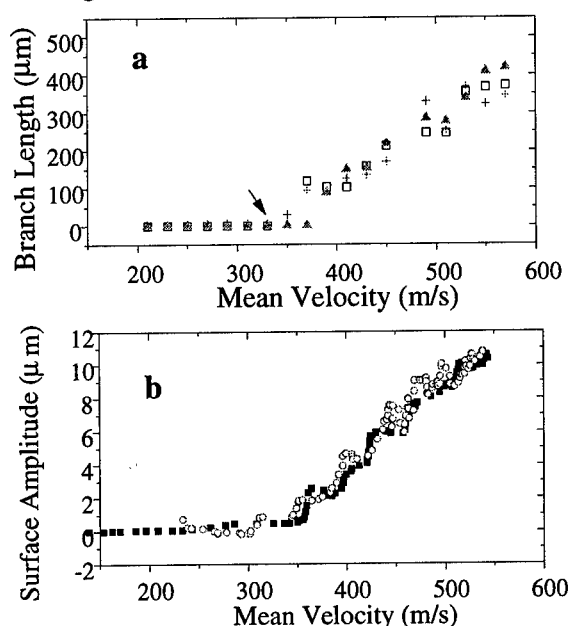 500
400
300
200
100
0
Branch Length (μm)
a
200 300 400 500 600
Mean Velocity (m/s)
12
10
8
6
4
2
0
-2
Surface Amplitude (μ m)
b
200 300 400 500 600
Mean Velocity (m/s)